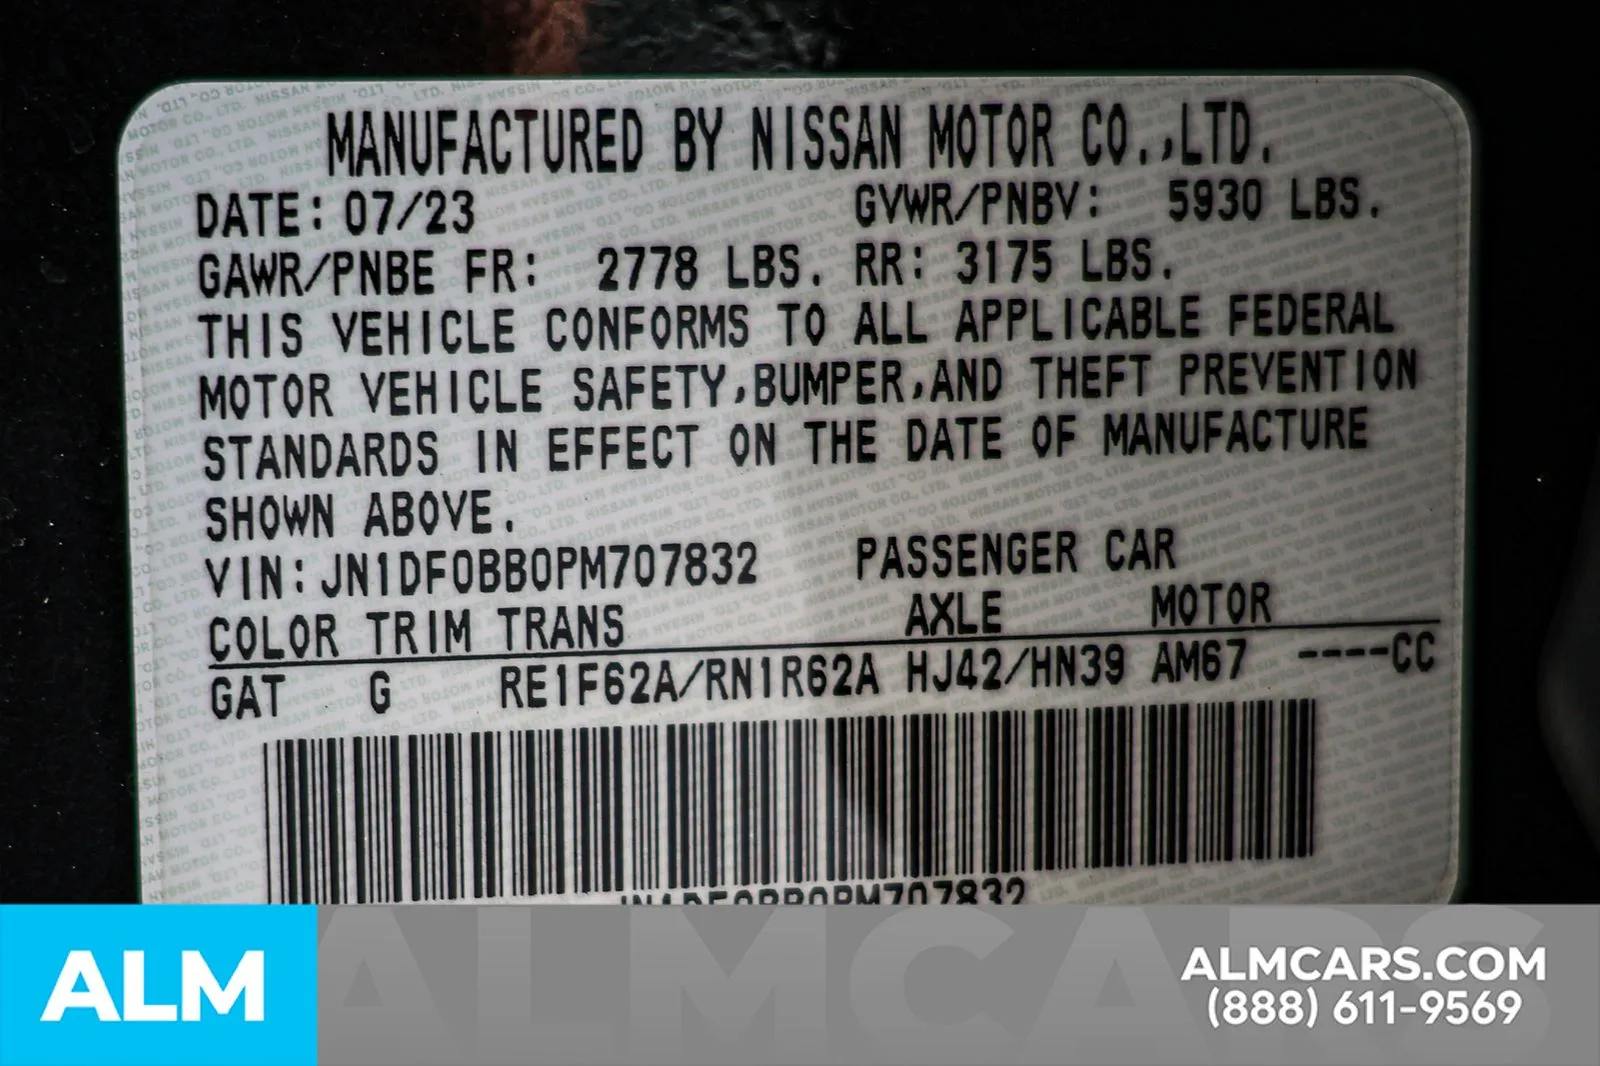 MANUFACTURED BY NISSAN MOTOR CO.,LTD.
DATE: 07/23 GVWR/PNBV: 5930 LBS.
GAWR/PNBE FR: 2778 LBS. RR: 3175 LBS.
THIS VEHICLE CONFORMS TO ALL APPLICABLE FEDERAL
MOTOR VEHICLE SAFETY,BUMPER,AND THEFT PREVENTION
STANDARDS IN EFFECT ON THE DATE OF MANUFACTURE
SHOWN ABOVE.
VIN: JN1DF0BB0PM707832 PASSENGER CAR
COLOR TRIM TRANS AXLE MOTOR
GAT G RE1F62A/RN1R62A HJ42/HN39 AM67 ----CC
JN1DF0BB0PM707832
ALM
ALMCARS
ALMCARS.COM
(888) 611-9569